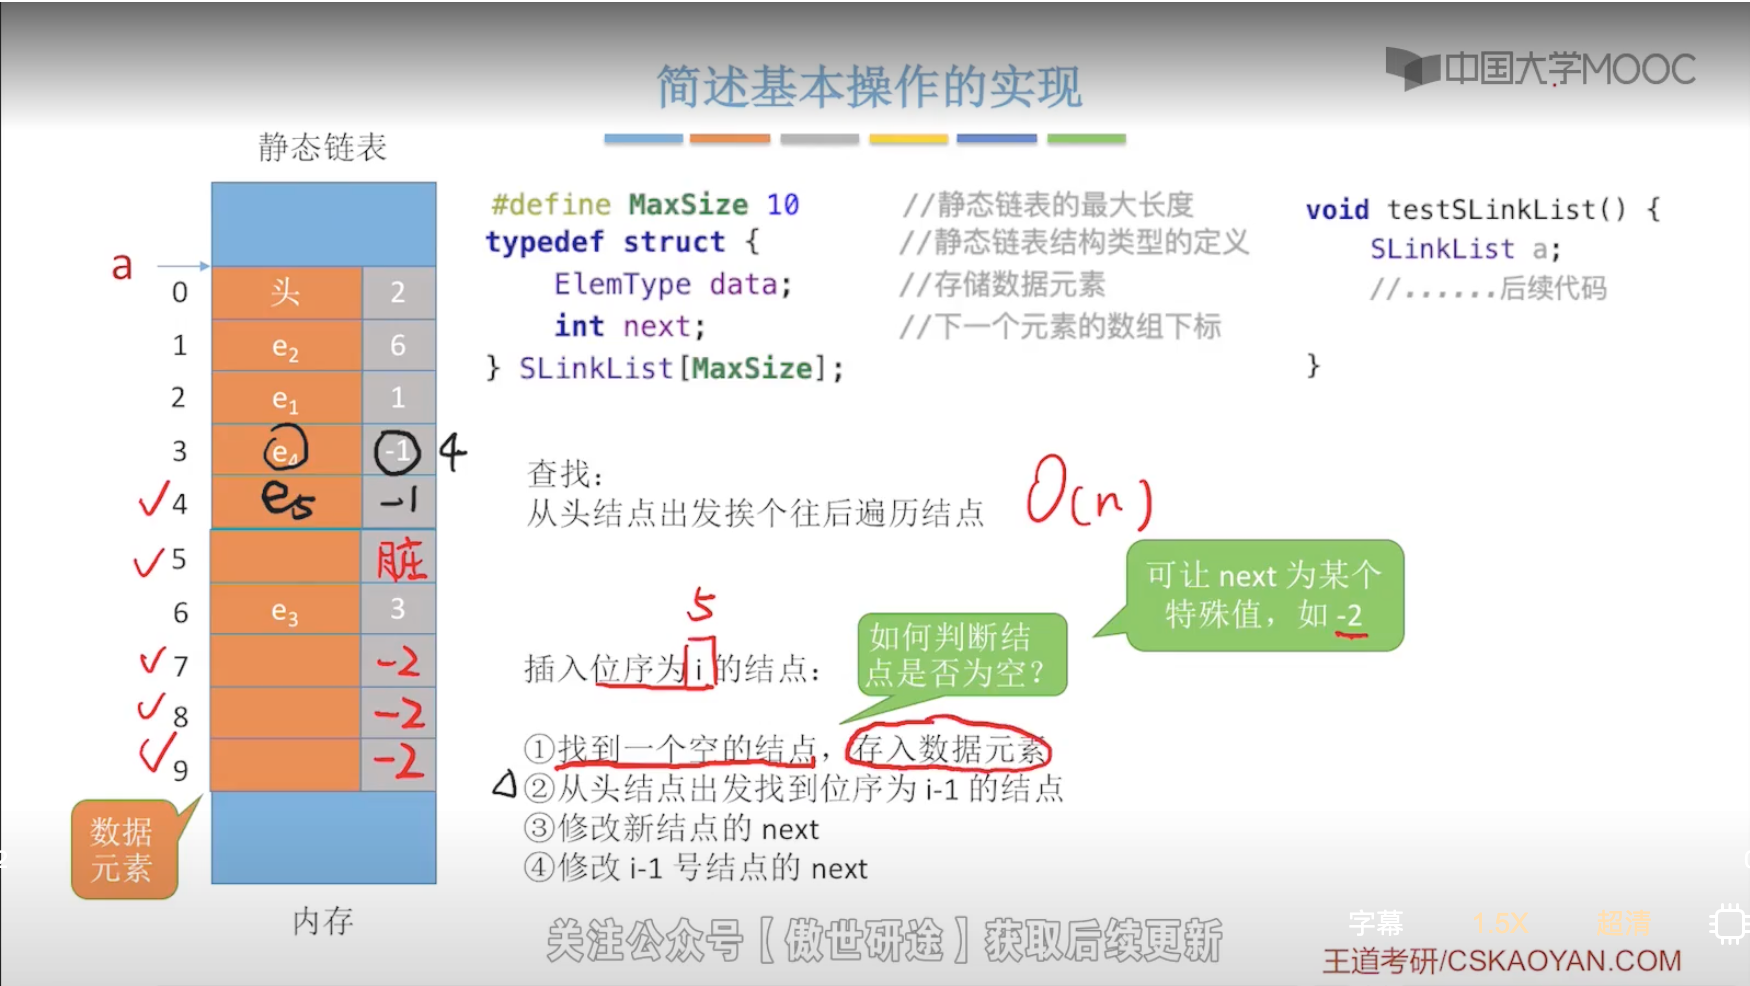 中国大学MOOC
简述基本操作的实现
静态链表
a
0 头 2
1 e2 6
2 e1 1
3 e4 -1 4
4 e5 -1
5 脏
6 e3 3
7 -2
8 -2
9 -2
数据
元素
内存
#define MaxSize 10 //静态链表的最大长度
typedef struct { //静态链表结构类型的定义
ElemType data; //存储数据元素
int next; //下一个元素的数组下标
} SLinkList[MaxSize];
void testSLinkList() {
SLinkList a;
//......后续代码
}
查找：
从头结点出发挨个往后遍历结点
O(n)
5
插入位序为 i 的结点：
如何判断结
点是否为空？
可让 next 为某个
特殊值，如 -2
①找到一个空的结点，存入数据元素
②从头结点出发找到位序为 i-1 的结点
③修改新结点的 next
④修改 i-1 号结点的 next
关注公众号【傲世研途】获取后续更新
字幕 1.5X 超清
王道考研/CSKAOYAN.COM